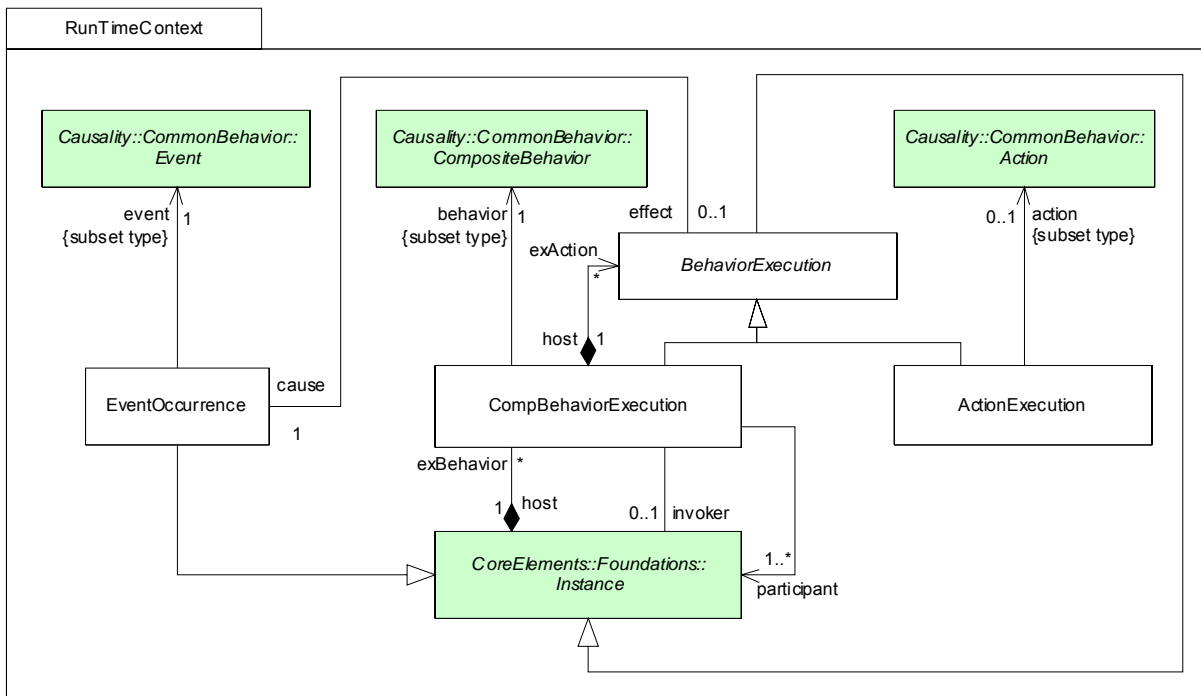 RunTimeContext
Causality::CommonBehavior::
Event
Causality::CommonBehavior::
CompositeBehavior
Causality::CommonBehavior::
Action
event
1
{subset type}
behavior
1
{subset type}
effect
0..1
0..1
action
{subset type}
exAction
*
BehaviorExecution
host
1
EventOccurrence
cause
1
CompBehaviorExecution
ActionExecution
exBehavior
*
1
host
0..1
invoker
1..*
participant
CoreElements::Foundations::
Instance